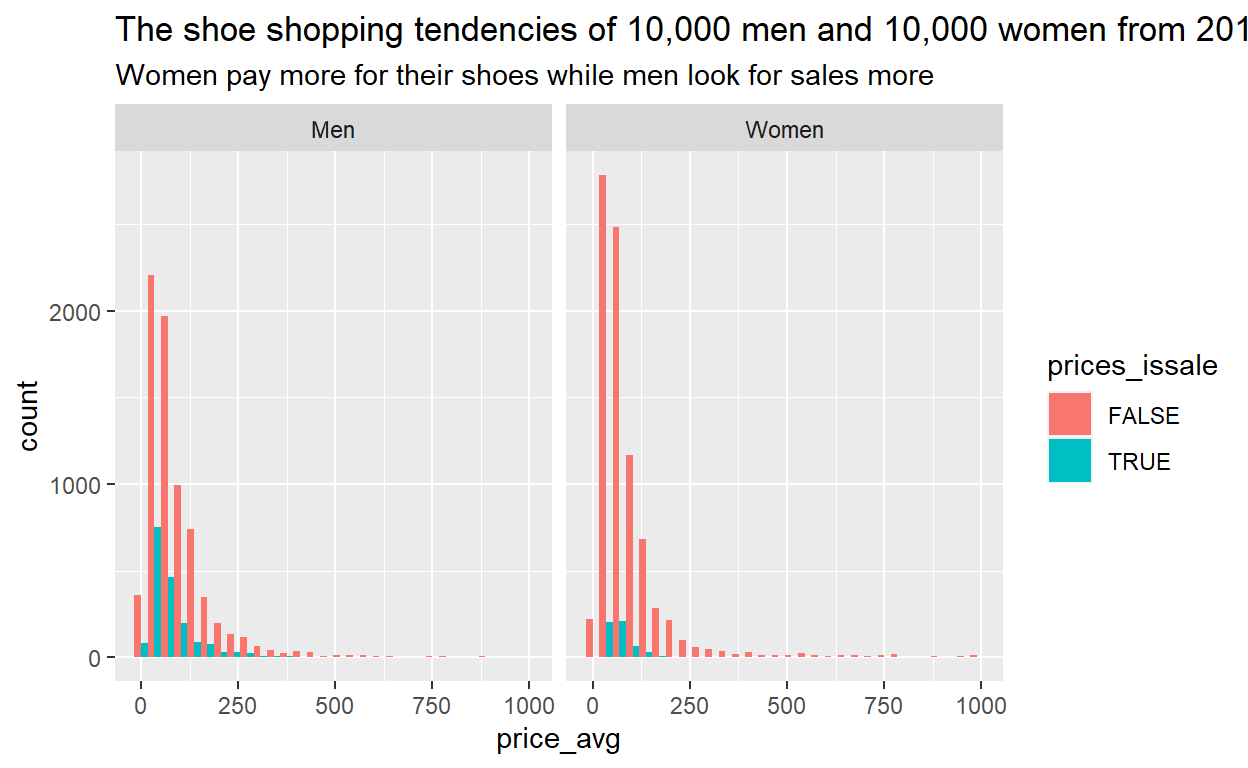 The shoe shopping tendencies of 10,000 men and 10,000 women from 201
Women pay more for their shoes while men look for sales more
Men
Women
count
2000
1000
0
0 250 500 750 1000
0 250 500 750 1000
price_avg
prices_issale
FALSE
TRUE